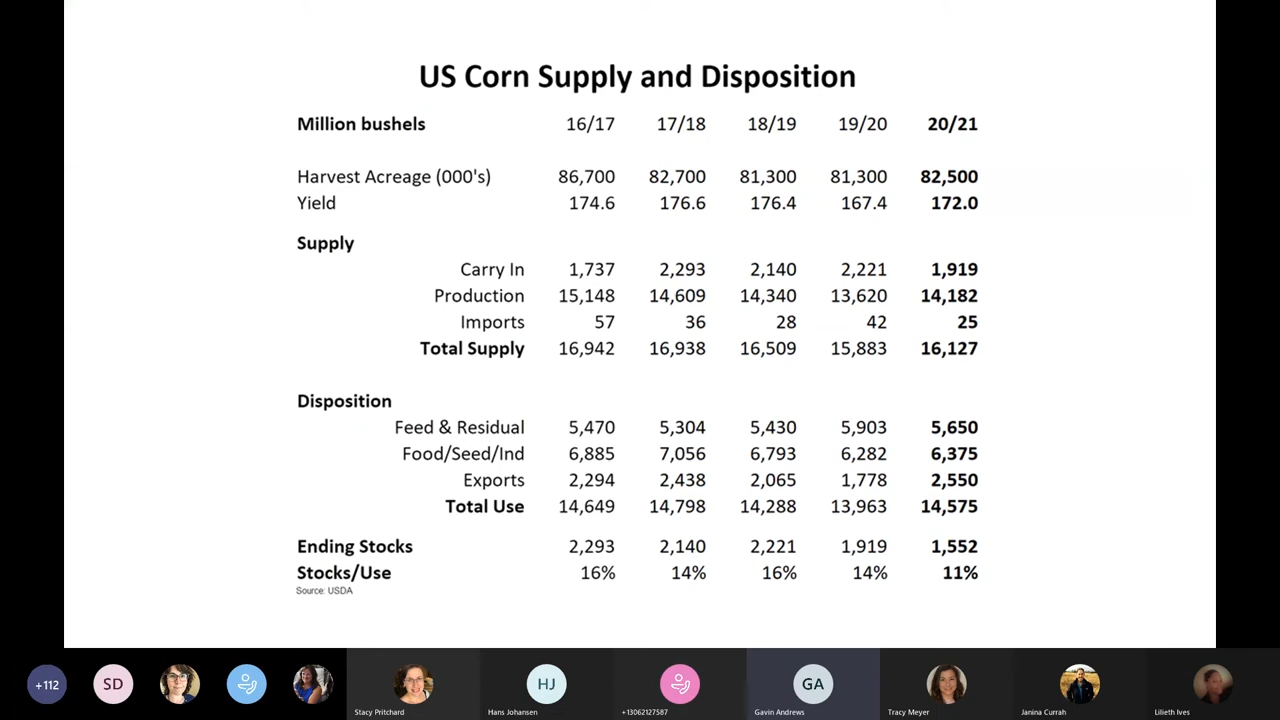 US Corn Supply and Disposition
Million bushels 16/17 17/18 18/19 19/20 20/21
Harvest Acreage (000's) 86,700 82,700 81,300 81,300 82,500
Yield 174.6 176.6 176.4 167.4 172.0
Supply
Carry In 1,737 2,293 2,140 2,221 1,919
Production 15,148 14,609 14,340 13,620 14,182
Imports 57 36 28 42 25
Total Supply 16,942 16,938 16,509 15,883 16,127
Disposition
Feed & Residual 5,470 5,304 5,430 5,903 5,650
Food/Seed/Ind 6,885 7,056 6,793 6,282 6,375
Exports 2,294 2,438 2,065 1,778 2,550
Total Use 14,649 14,798 14,288 13,963 14,575
Ending Stocks 2,293 2,140 2,221 1,919 1,552
Stocks/Use 16% 14% 16% 14% 11%
Source: USDA
+112 SD HJ GA
Stacy Pritchard Hans Johansen +13062127587 Gavin Andrews Tracy Meyer Janina Currah Lilieth Ives